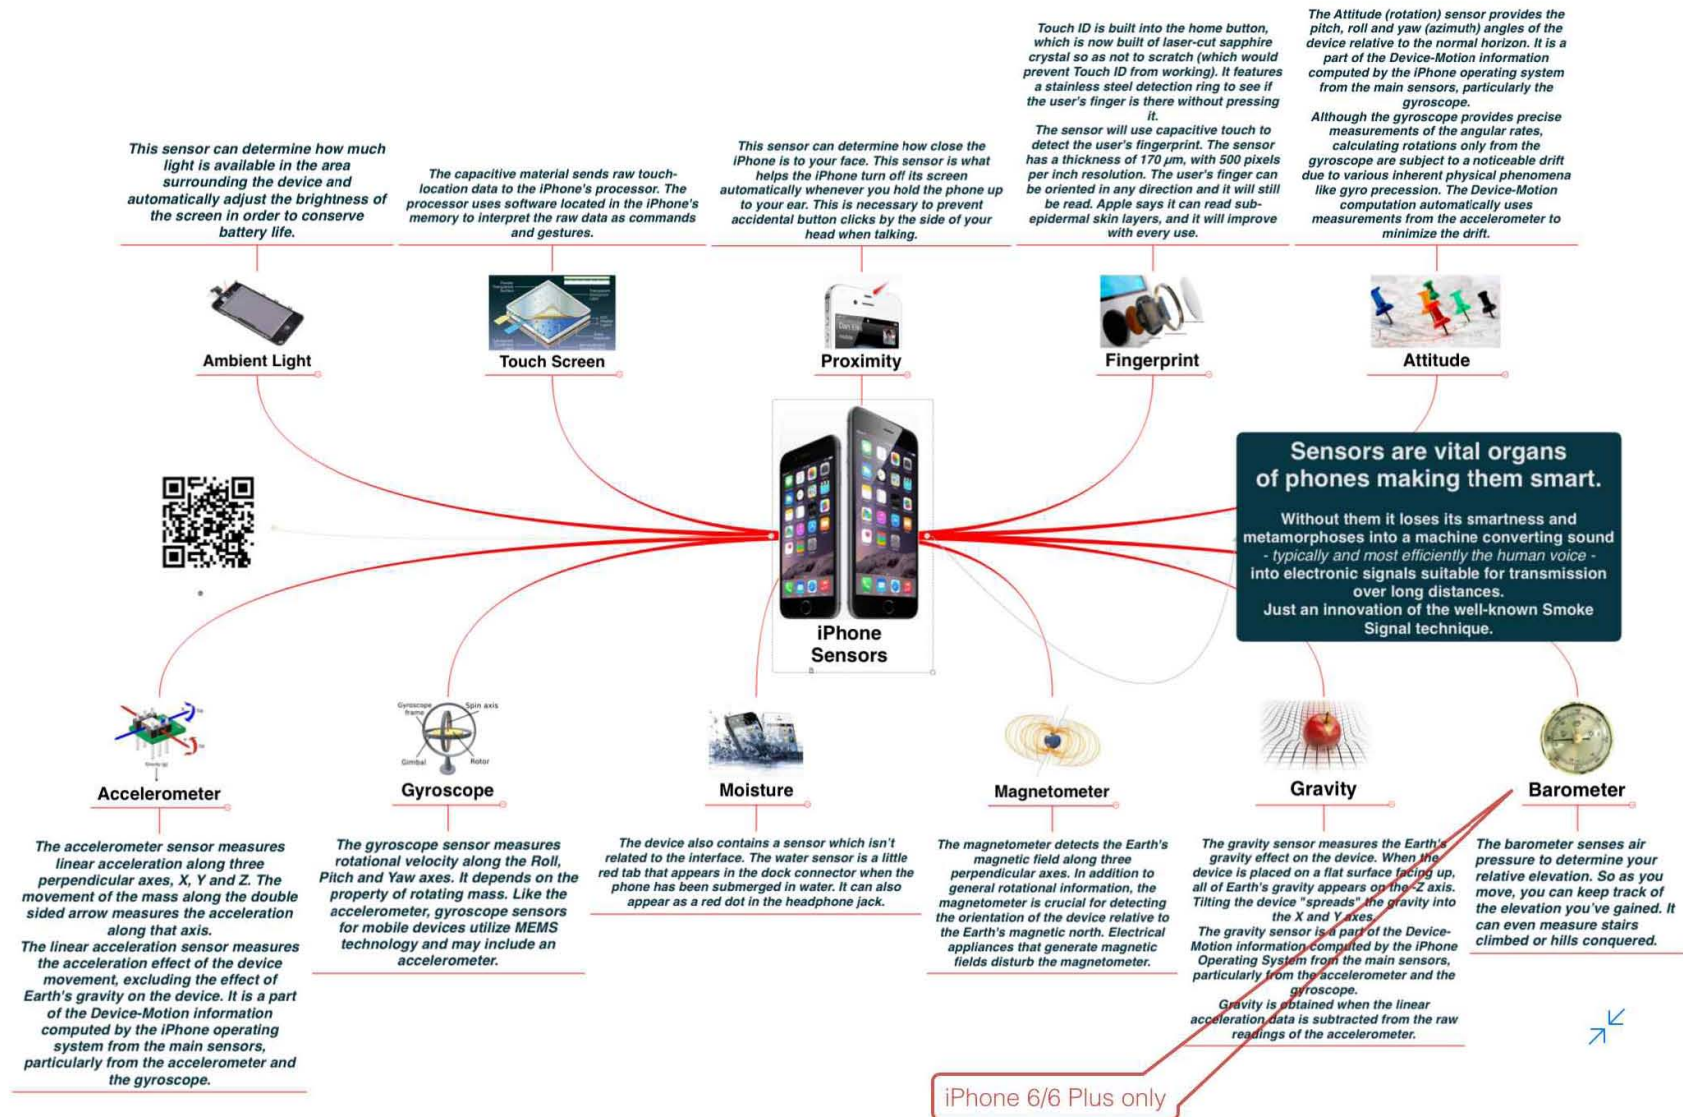 This sensor can determine how much
light is available in the area
surrounding the device and
automatically adjust the brightness of
the screen in order to conserve
battery life.
Ambient Light
The capacitive material sends raw touch-
location data to the iPhone's processor. The
processor uses software located in the iPhone's
memory to interpret the raw data as commands
and gestures.
Touch Screen
This sensor can determine how close the
iPhone is to your face. This sensor is what
helps the iPhone turn off its screen
automatically whenever you hold the phone up
to your ear. This is necessary to prevent
accidental button clicks by the side of your
head when talking.
Proximity
Touch ID is built into the home button,
which is now built of laser-cut sapphire
crystal so as not to scratch (which would
prevent Touch ID from working). It features
a stainless steel detection ring to see if
the user's finger is there without pressing
it.
The sensor will use capacitive touch to
detect the user's fingerprint. The sensor
has a thickness of 170 µm, with 500 pixels
per inch resolution. The user's finger can
be oriented in any direction and it will still
be read. Apple says it can read sub-
epidermal skin layers, and it will improve
with every use.
Fingerprint
The Attitude (rotation) sensor provides the
pitch, roll and yaw (azimuth) angles of the
device relative to the normal horizon. It is a
part of the Device-Motion information
computed by the iPhone operating system
from the main sensors, particularly the
gyroscope.
Although the gyroscope provides precise
measurements of the angular rates,
calculating rotations only from the
gyroscope are subject to a noticeable drift
due to various inherent physical phenomena
like gyro precession. The Device-Motion
computation automatically uses
measurements from the accelerometer to
minimize the drift.
Attitude
iPhone
Sensors
Sensors are vital organs
of phones making them smart.
Without them it loses its smartness and
metamorphoses into a machine converting sound
- typically and most efficiently the human voice -
into electronic signals suitable for transmission
over long distances.
Just an innovation of the well-known Smoke
Signal technique.
Accelerometer
The accelerometer sensor measures
linear acceleration along three
perpendicular axes, X, Y and Z. The
movement of the mass along the double
sided arrow measures the acceleration
along that axis.
The linear acceleration sensor measures
the acceleration effect of the device
movement, excluding the effect of
Earth's gravity on the device. It is a part
of the Device-Motion information
computed by the iPhone operating
system from the main sensors,
particularly from the accelerometer and
the gyroscope.
Gyroscope
frame
Spin axis
Gimbal
Rotor
Gyroscope
The gyroscope sensor measures
rotational velocity along the Roll,
Pitch and Yaw axes. It depends on the
property of rotating mass. Like the
accelerometer, gyroscope sensors
for mobile devices utilize MEMS
technology and may include an
accelerometer.
Moisture
The device also contains a sensor which isn't
related to the interface. The water sensor is a little
red tab that appears in the dock connector when the
phone has been submerged in water. It can also
appear as a red dot in the headphone jack.
Magnetometer
The magnetometer detects the Earth's
magnetic field along three
perpendicular axes. In addition to
general rotational information, the
magnetometer is crucial for detecting
the orientation of the device relative to
the Earth's magnetic north. Electrical
appliances that generate magnetic
fields disturb the magnetometer.
Gravity
The gravity sensor measures the Earth's
gravity effect on the device. When the
device is placed on a flat surface facing up,
all of Earth's gravity appears on the -Z axis.
Tilting the device "spreads" the gravity into
the X and Y axes.
The gravity sensor is a part of the Device-
Motion information computed by the iPhone
Operating System from the main sensors,
particularly from the accelerometer and the
gyroscope.
Gravity is obtained when the linear
acceleration data is subtracted from the raw
readings of the accelerometer.
Barometer
The barometer senses air
pressure to determine your
relative elevation. So as you
move, you can keep track of
the elevation you've gained. It
can even measure stairs
climbed or hills conquered.
iPhone 6/6 Plus only